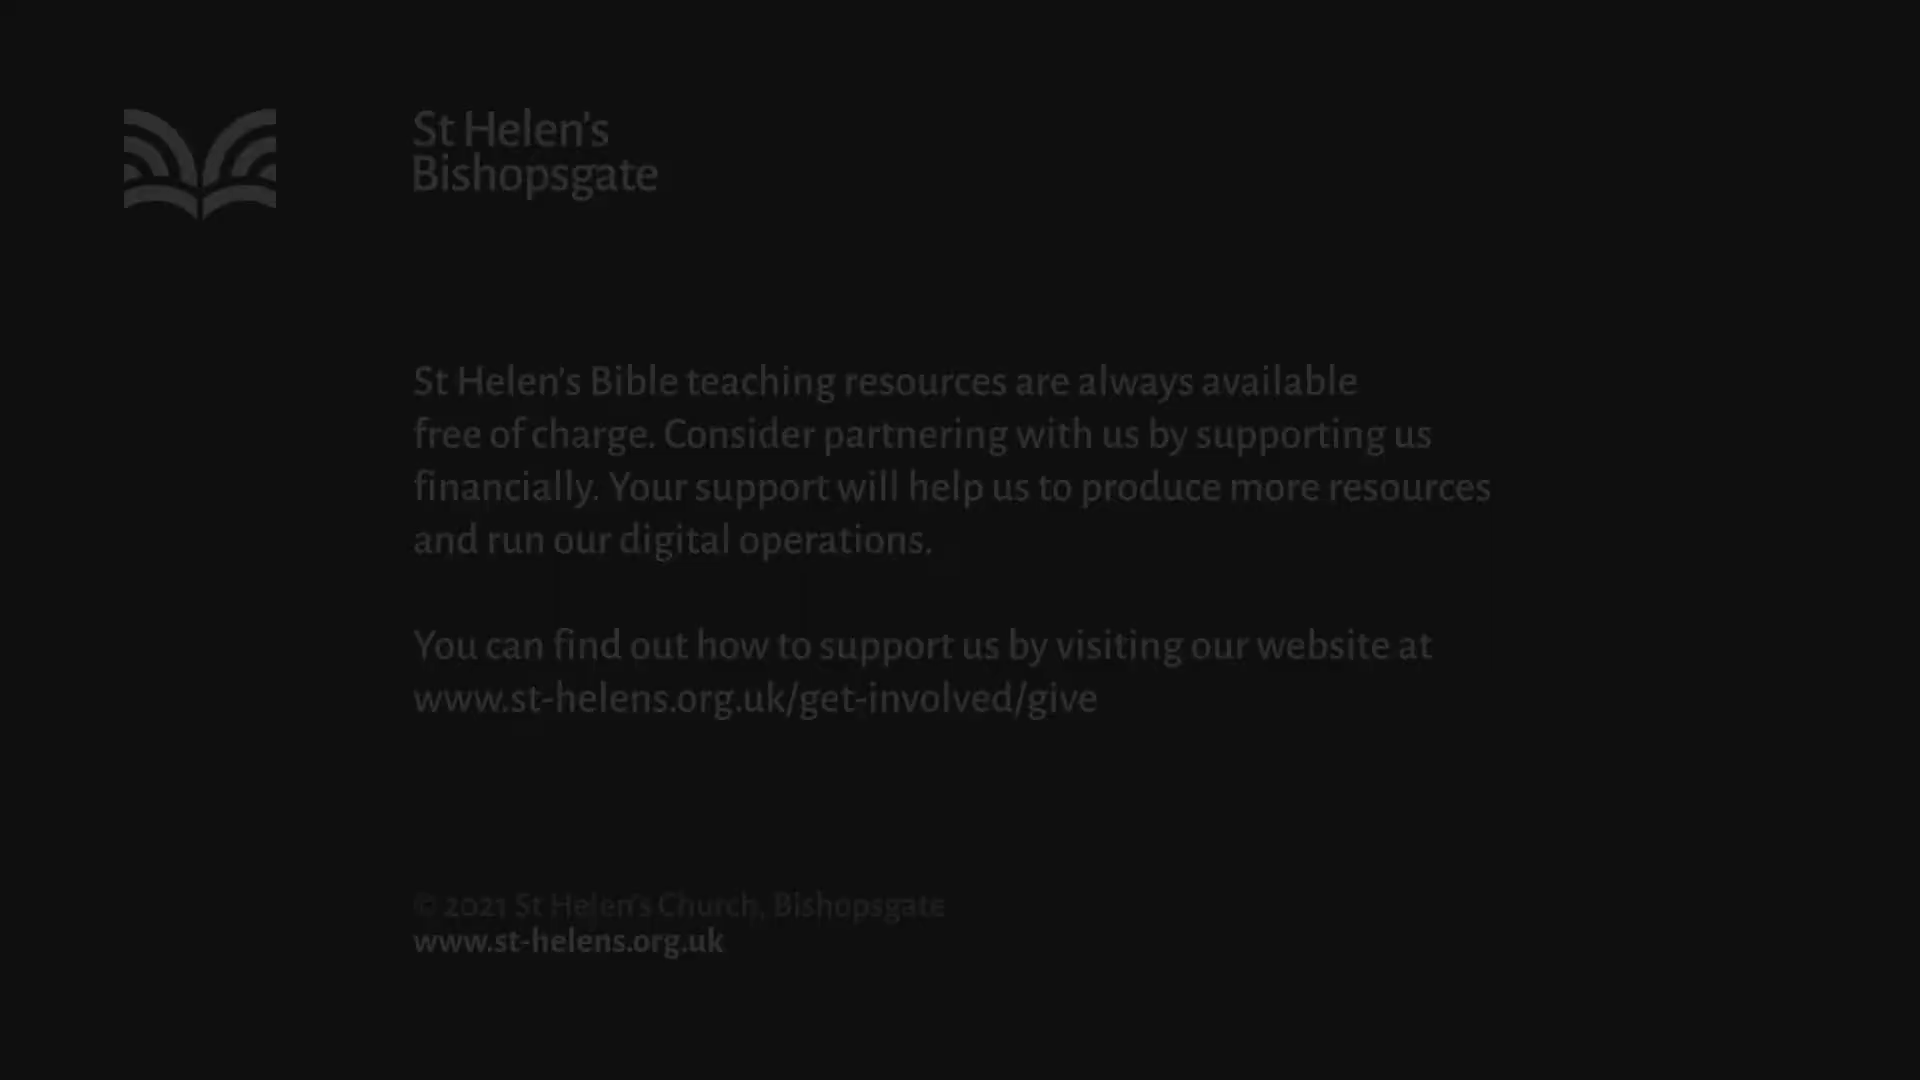 St Helen's
Bishopsgate
St Helen's Bible teaching resources are always available
free of charge. Consider partnering with us by supporting us
financially. Your support will help us to produce more resources
and run our digital operations.
You can find out how to support us by visiting our website at
www.st-helens.org.uk/get-involved/give
© 2021 St Helen's Church, Bishopsgate
www.st-helens.org.uk